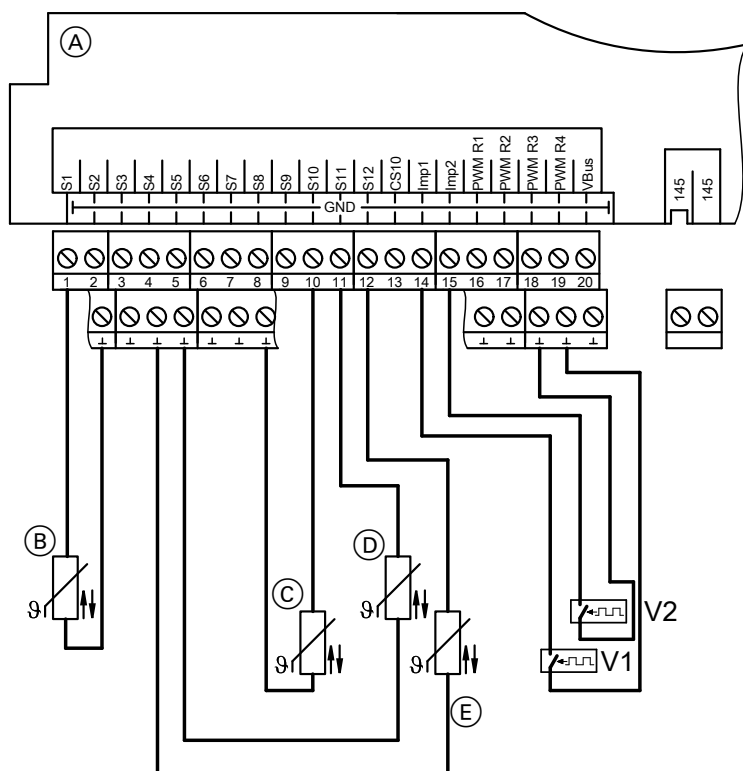 A
S1 S2 S3 S4 S5 S6 S7 S8 S9 S10 S11 S12 CS10 Imp1 Imp2 PWM R1 PWM R2 PWM R3 PWM R4 VBus
145 145
GND
1 2 3 4 5 6 7 8 9 10 11 12 13 14 15 16 17 18 19 20
B
D
C
ϑ
ϑ
V2
ϑ
ϑ
V1
E